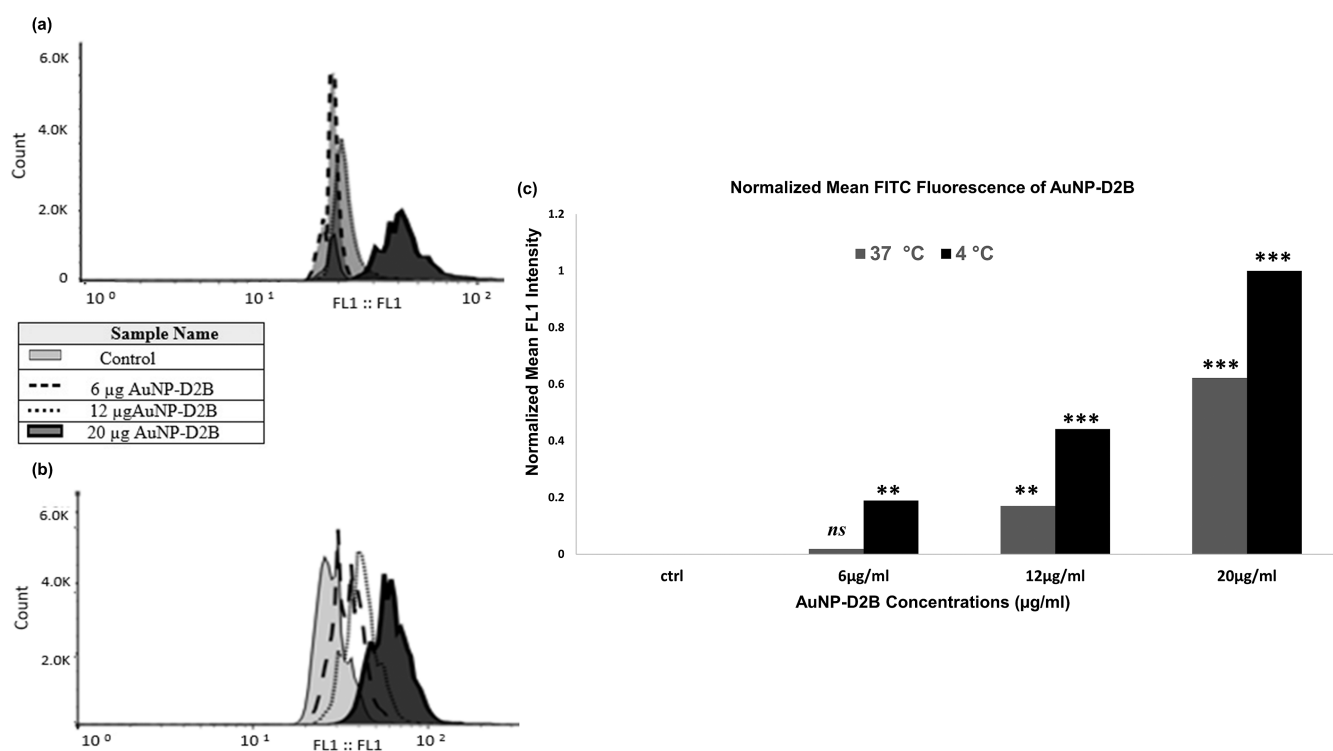 (a)
6.0K
4.0K
2.0K
0
Count
10 0
10 1
10 2
FL1 :: FL1
Sample Name
Control
6 µg AuNP-D2B
12 µgAuNP-D2B
20 µg AuNP-D2B
(b)
6.0K
4.0K
2.0K
Count
10 0
10 1
10 2
FL1 :: FL1
(c)
Normalized Mean FITC Fluorescence of AuNP-D2B
37 °C
4 °C
1.2
1
0.8
0.6
0.4
0.2
0
Normalized Mean FL1 Intensity
ns
**
**
***
***
***
ctrl
6µg/ml
12µg/ml
20µg/ml
AuNP-D2B Concentrations (µg/ml)